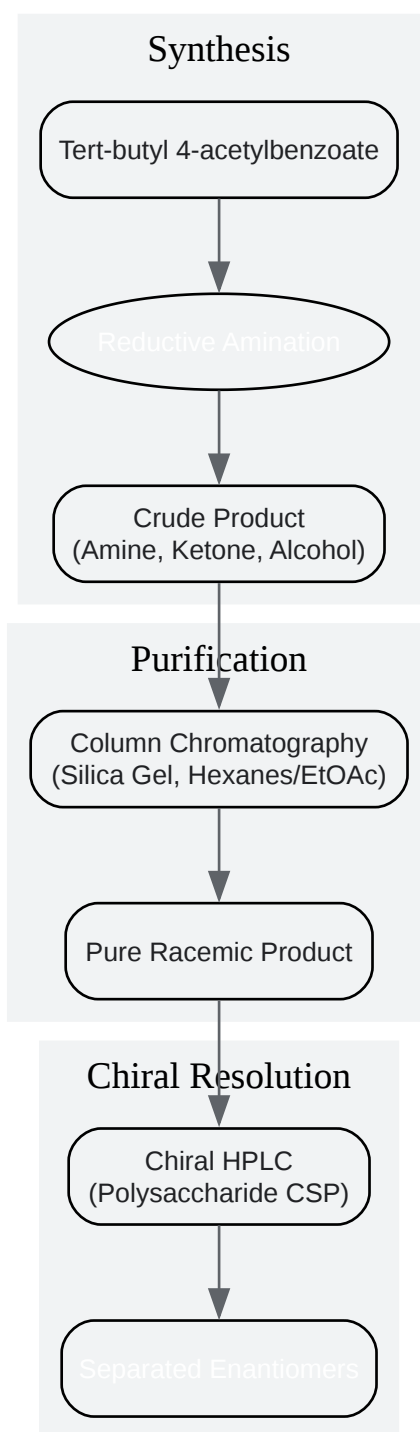 Synthesis
Tert-butyl 4-acetylbenzoate
Reductive Amination
Crude Product
(Amine, Ketone, Alcohol)
Purification
Column Chromatography
(Silica Gel, Hexanes/EtOAc)
Pure Racemic Product
Chiral Resolution
Chiral HPLC
(Polysaccharide CSP)
Separated Enantiomers